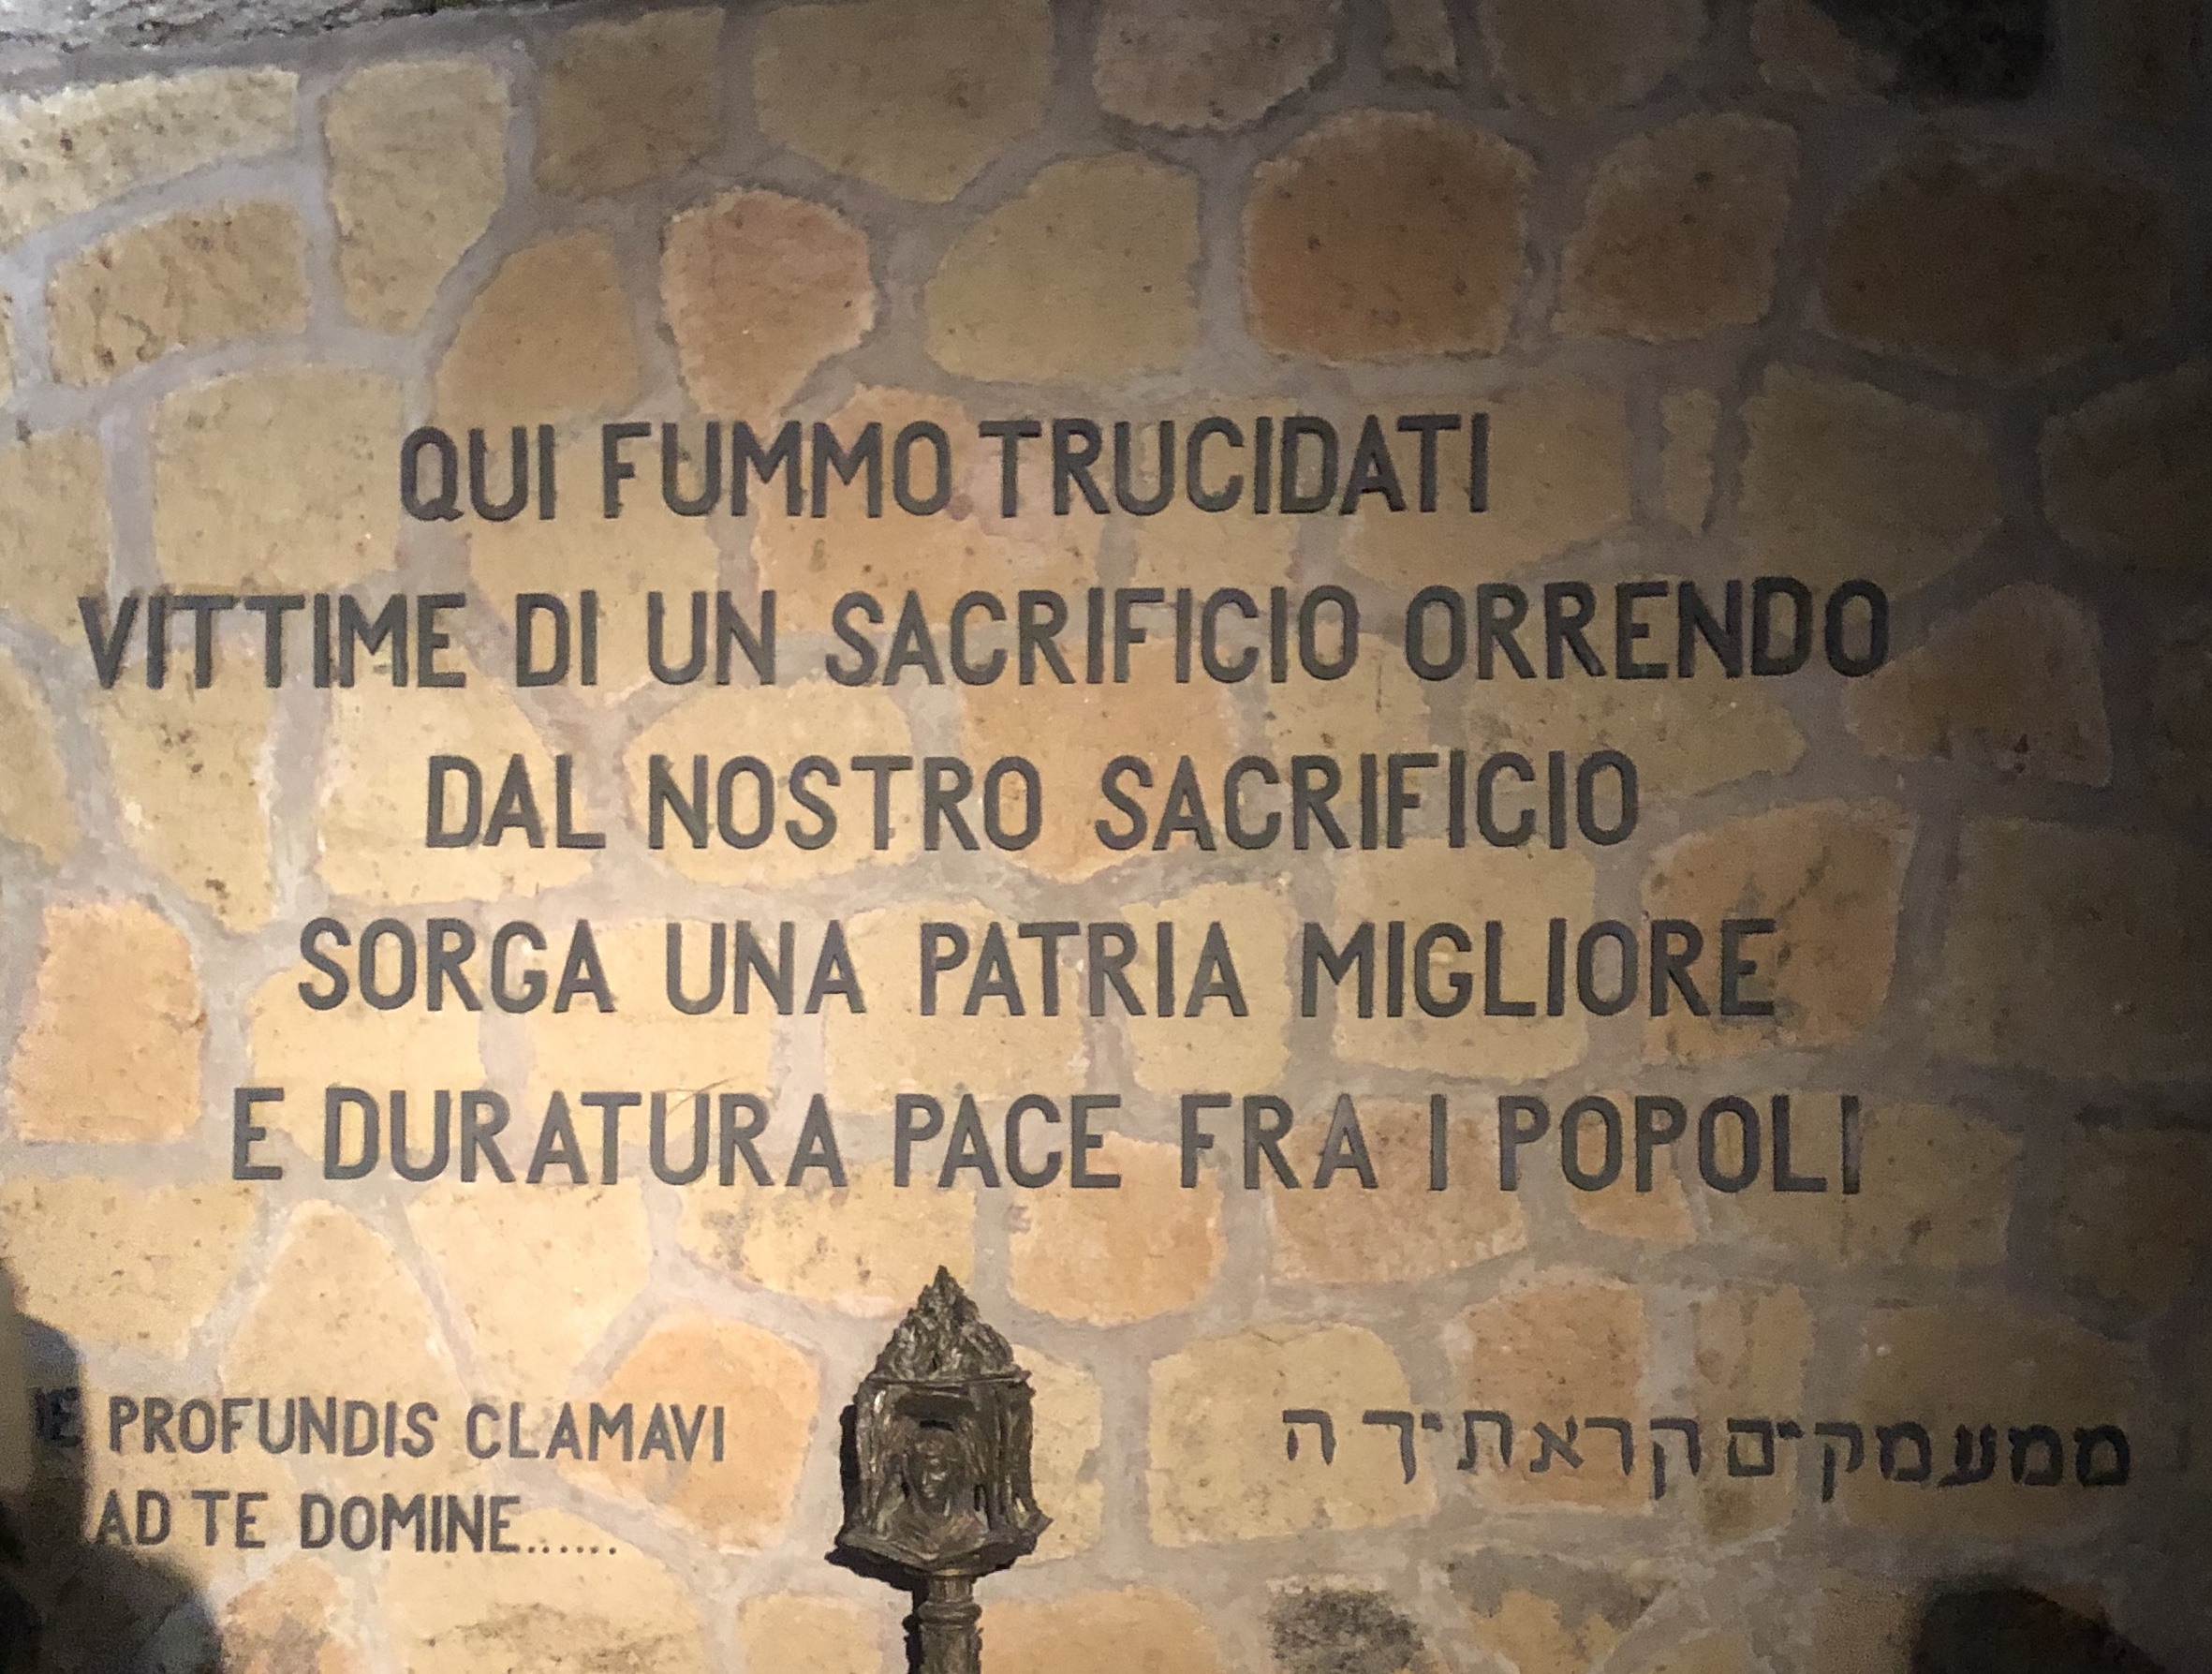 QUI FUMMO TRUCIDATI
VITTIME DI UN SACRIFICIO ORRENDO
DAL NOSTRO SACRIFICIO
SORGA UNA PATRIA MIGLIORE
E DURATURA PACE FRA I POPOLI
DE PROFUNDIS CLAMAVI
AD TE DOMINE......
ממעמקים קראתיך ה